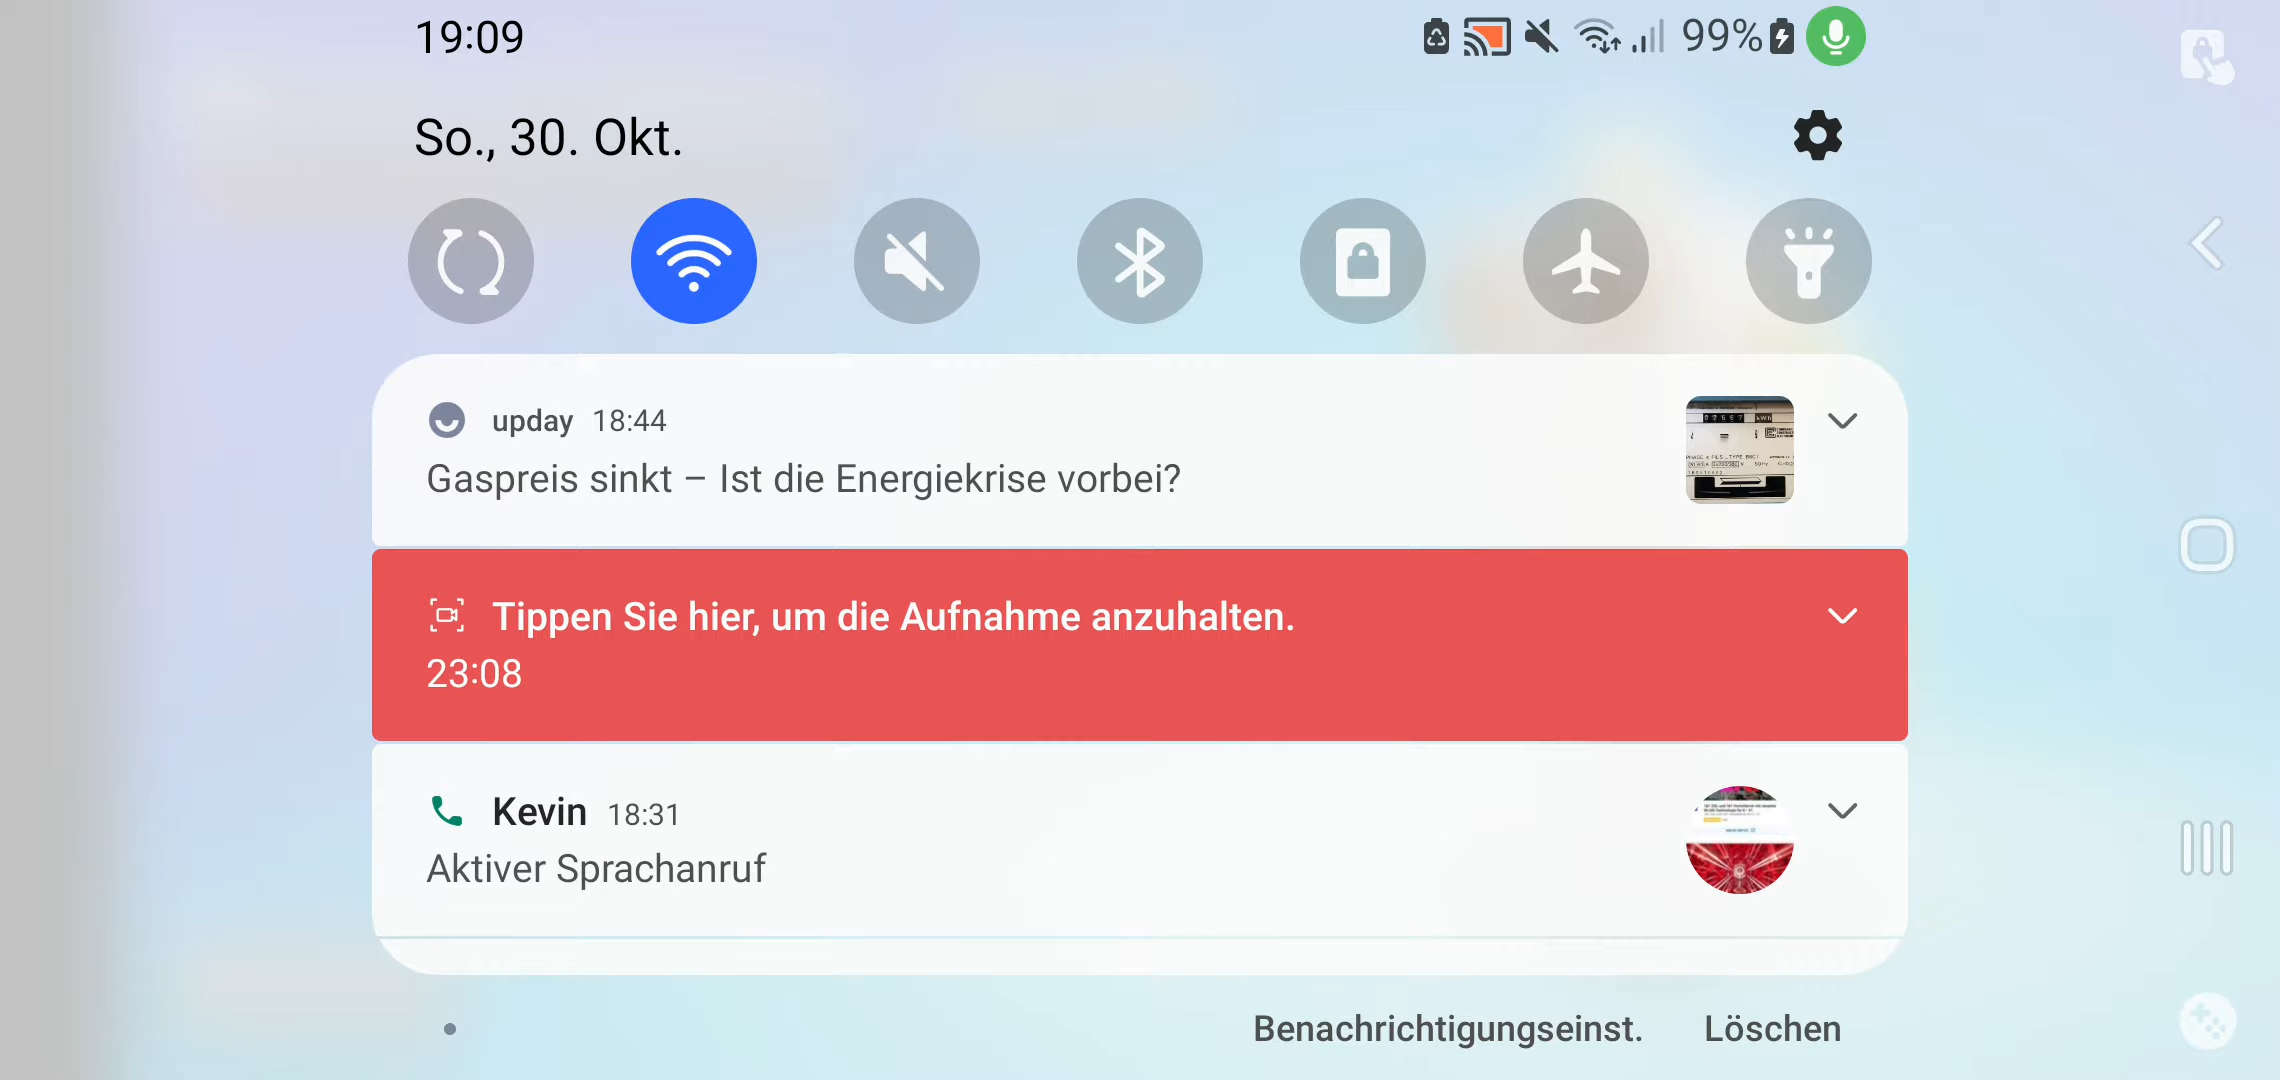 19:09
99%
So., 30. Okt.
upday 18:44
Gaspreis sinkt – Ist die Energiekrise vorbei?
Tippen Sie hier, um die Aufnahme anzuhalten.
23:08
Kevin 18:31
Aktiver Sprachanruf
Benachrichtigungseinst. Löschen